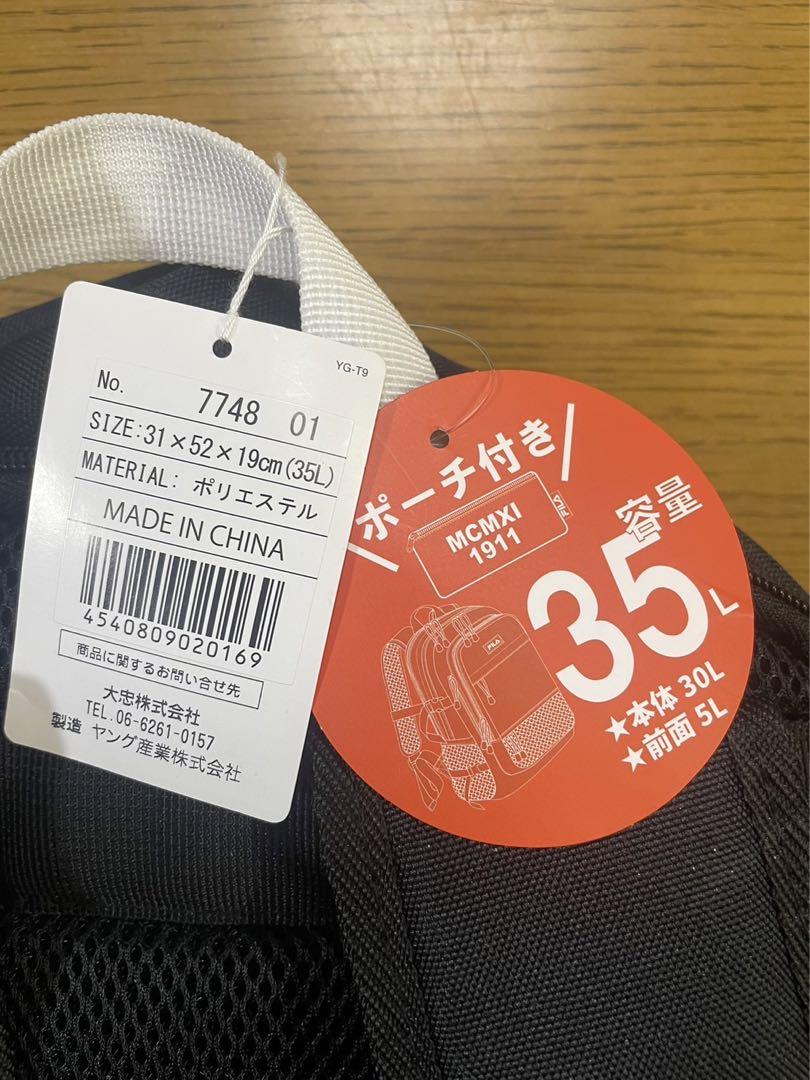 YG-T9
No. 7748 01
SIZE:31×52×19cm(35L)
MATERIAL: ポリエステル
MADE IN CHINA
4540809020169
商品に関するお問い合せ先
大忠株式会社
TEL.06-6261-0157
製造 ヤング産業株式会社
\ポーチ付き/
MCMXI
1911
FILA
容量
35L
FILA
★本体 30L
★前面 5L